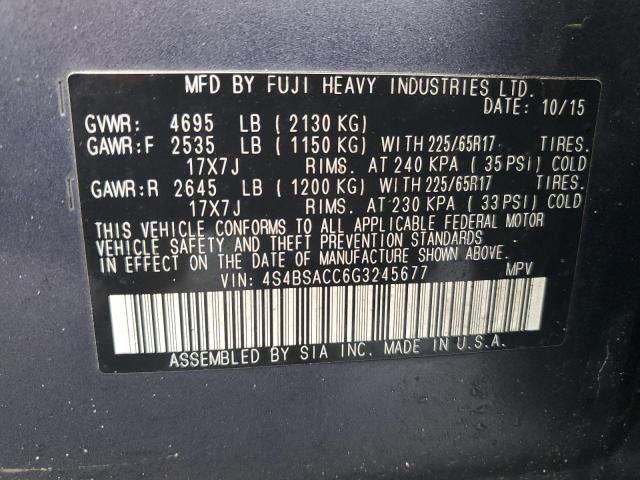 MFD BY FUJI HEAVY INDUSTRIES LTD.
DATE: 10/15
GVWR: 4695 LB (2130 KG)
GAWR:F 2535 LB (1150 KG) WITH 225/65R17 TIRES.
17X7J RIMS. AT 240 KPA (35 PSI) COLD
GAWR:R 2645 LB (1200 KG) WITH 225/65R17 TIRES.
17X7J RIMS. AT 230 KPA (33 PSI) COLD
THIS VEHICLE CONFORMS TO ALL APPLICABLE FEDERAL MOTOR
VEHICLE SAFETY AND THEFT PREVENTION STANDARDS
IN EFFECT ON THE DATE OF MANUFACTURE SHOWN ABOVE.
VIN: 4S4BSACC6G3245677 MPV
ASSEMBLED BY SIA INC. MADE IN U.S.A.